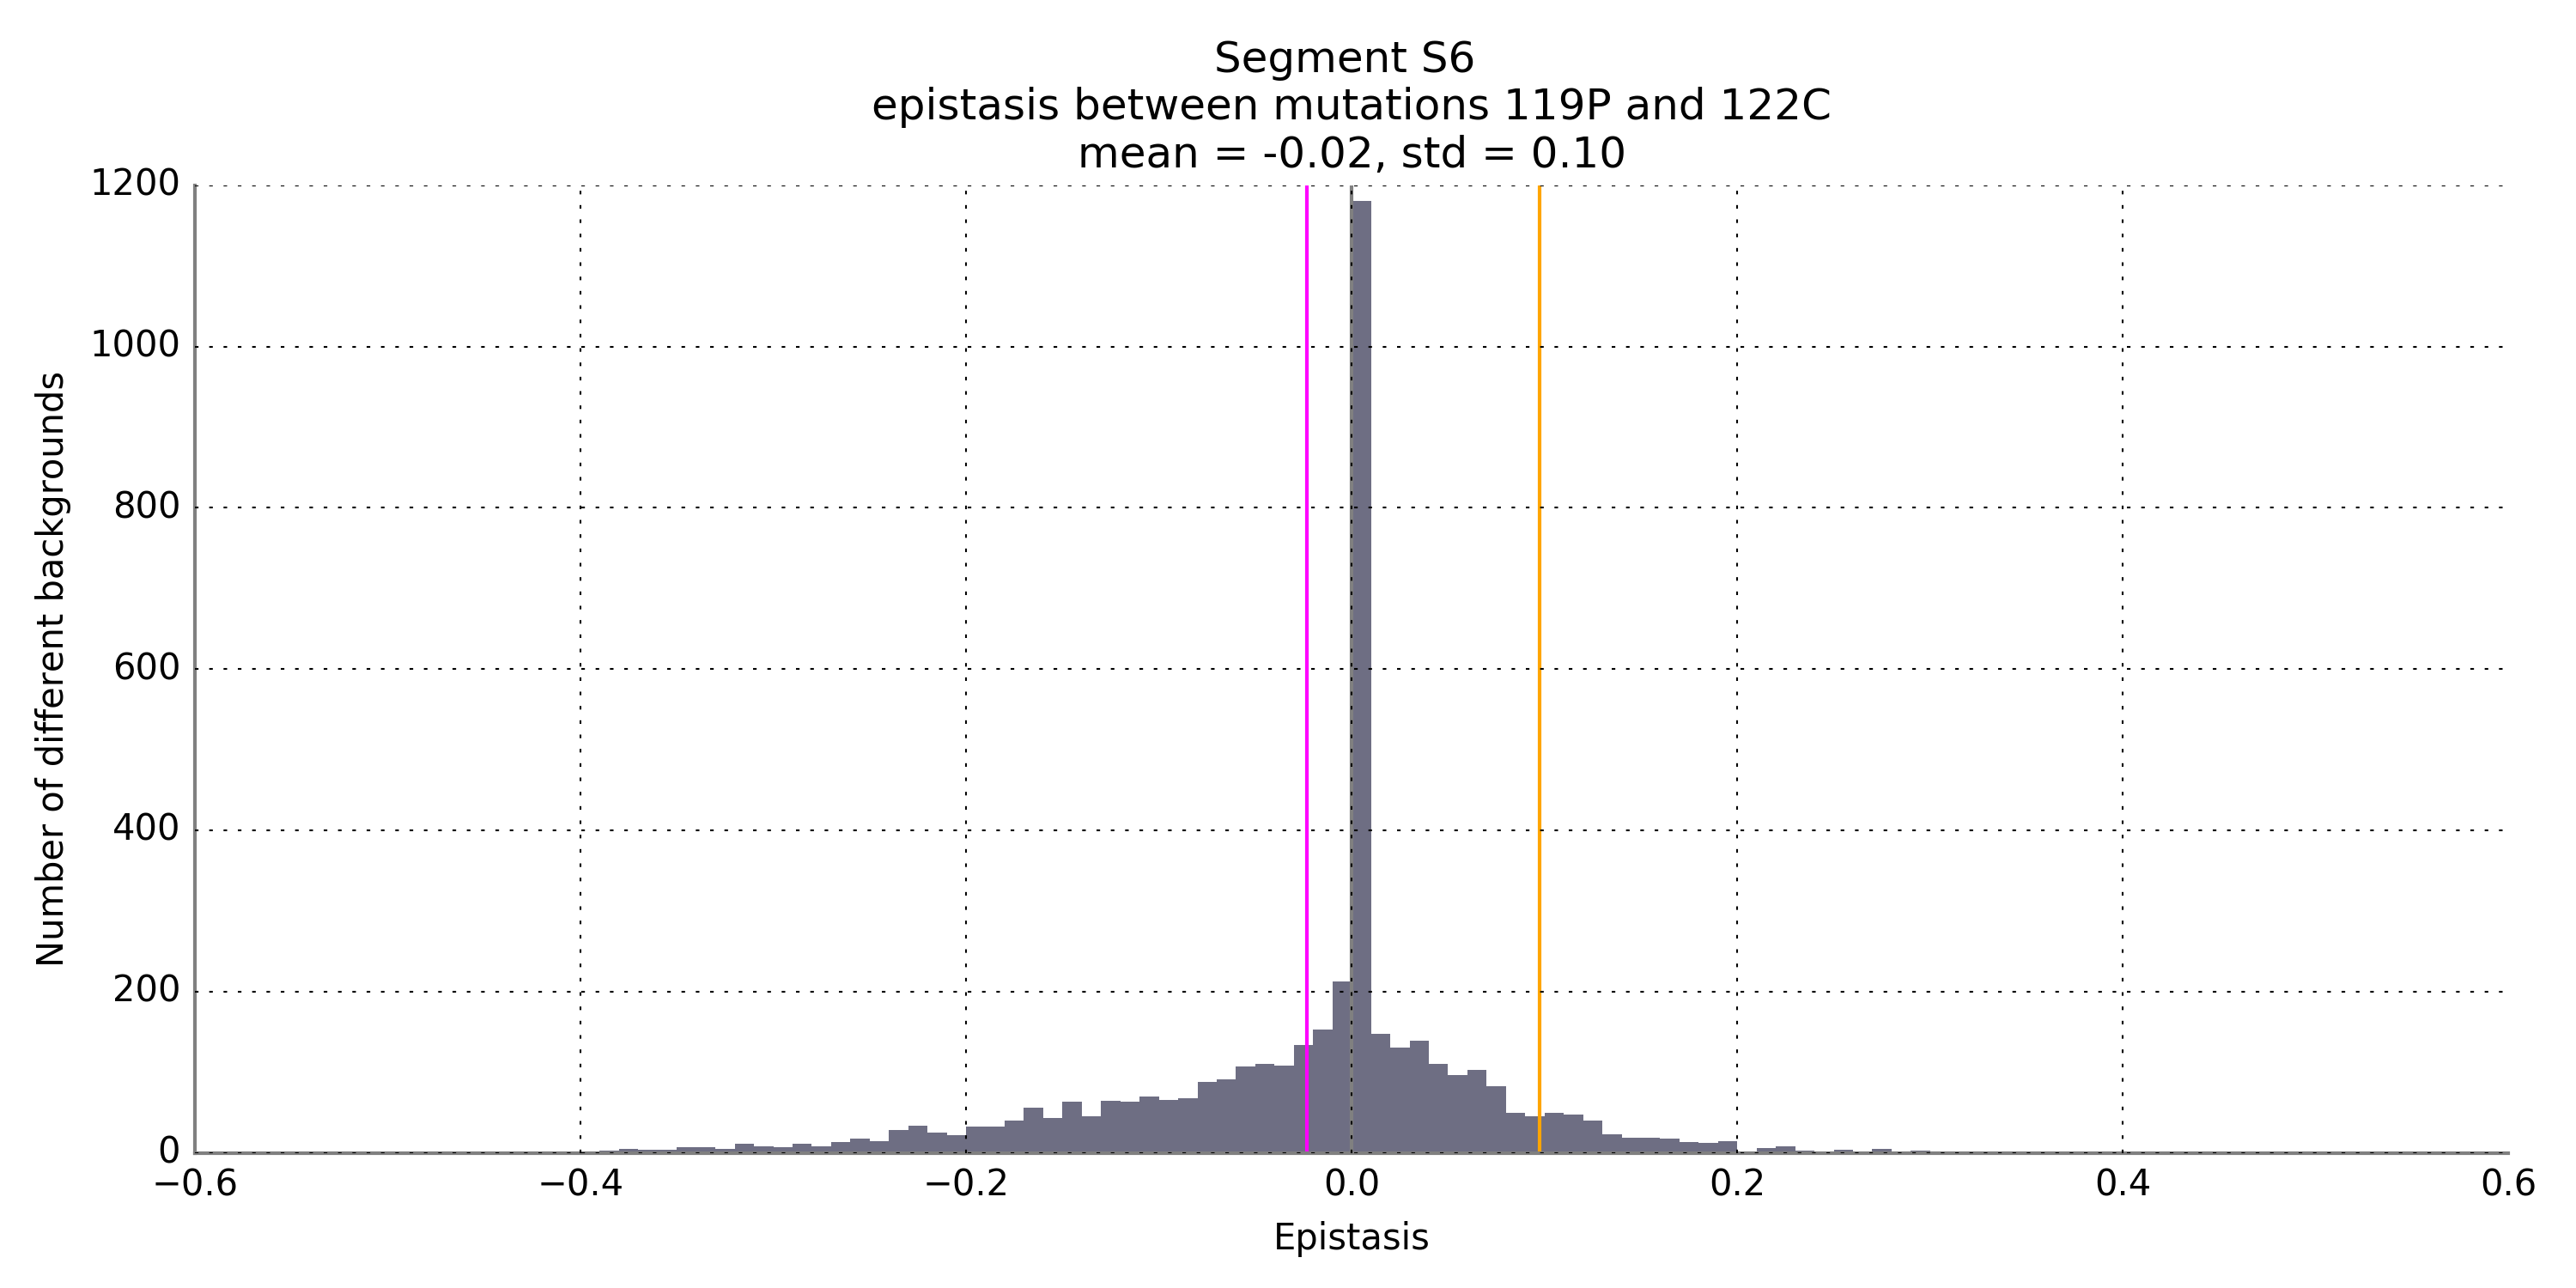 Segment S6
epistasis between mutations 119P and 122C
mean = -0.02, std = 0.10
1200
1000
800
600
400
200
0
Number of different backgrounds
−0.6 −0.4 −0.2 0.0 0.2 0.4 0.6
Epistasis